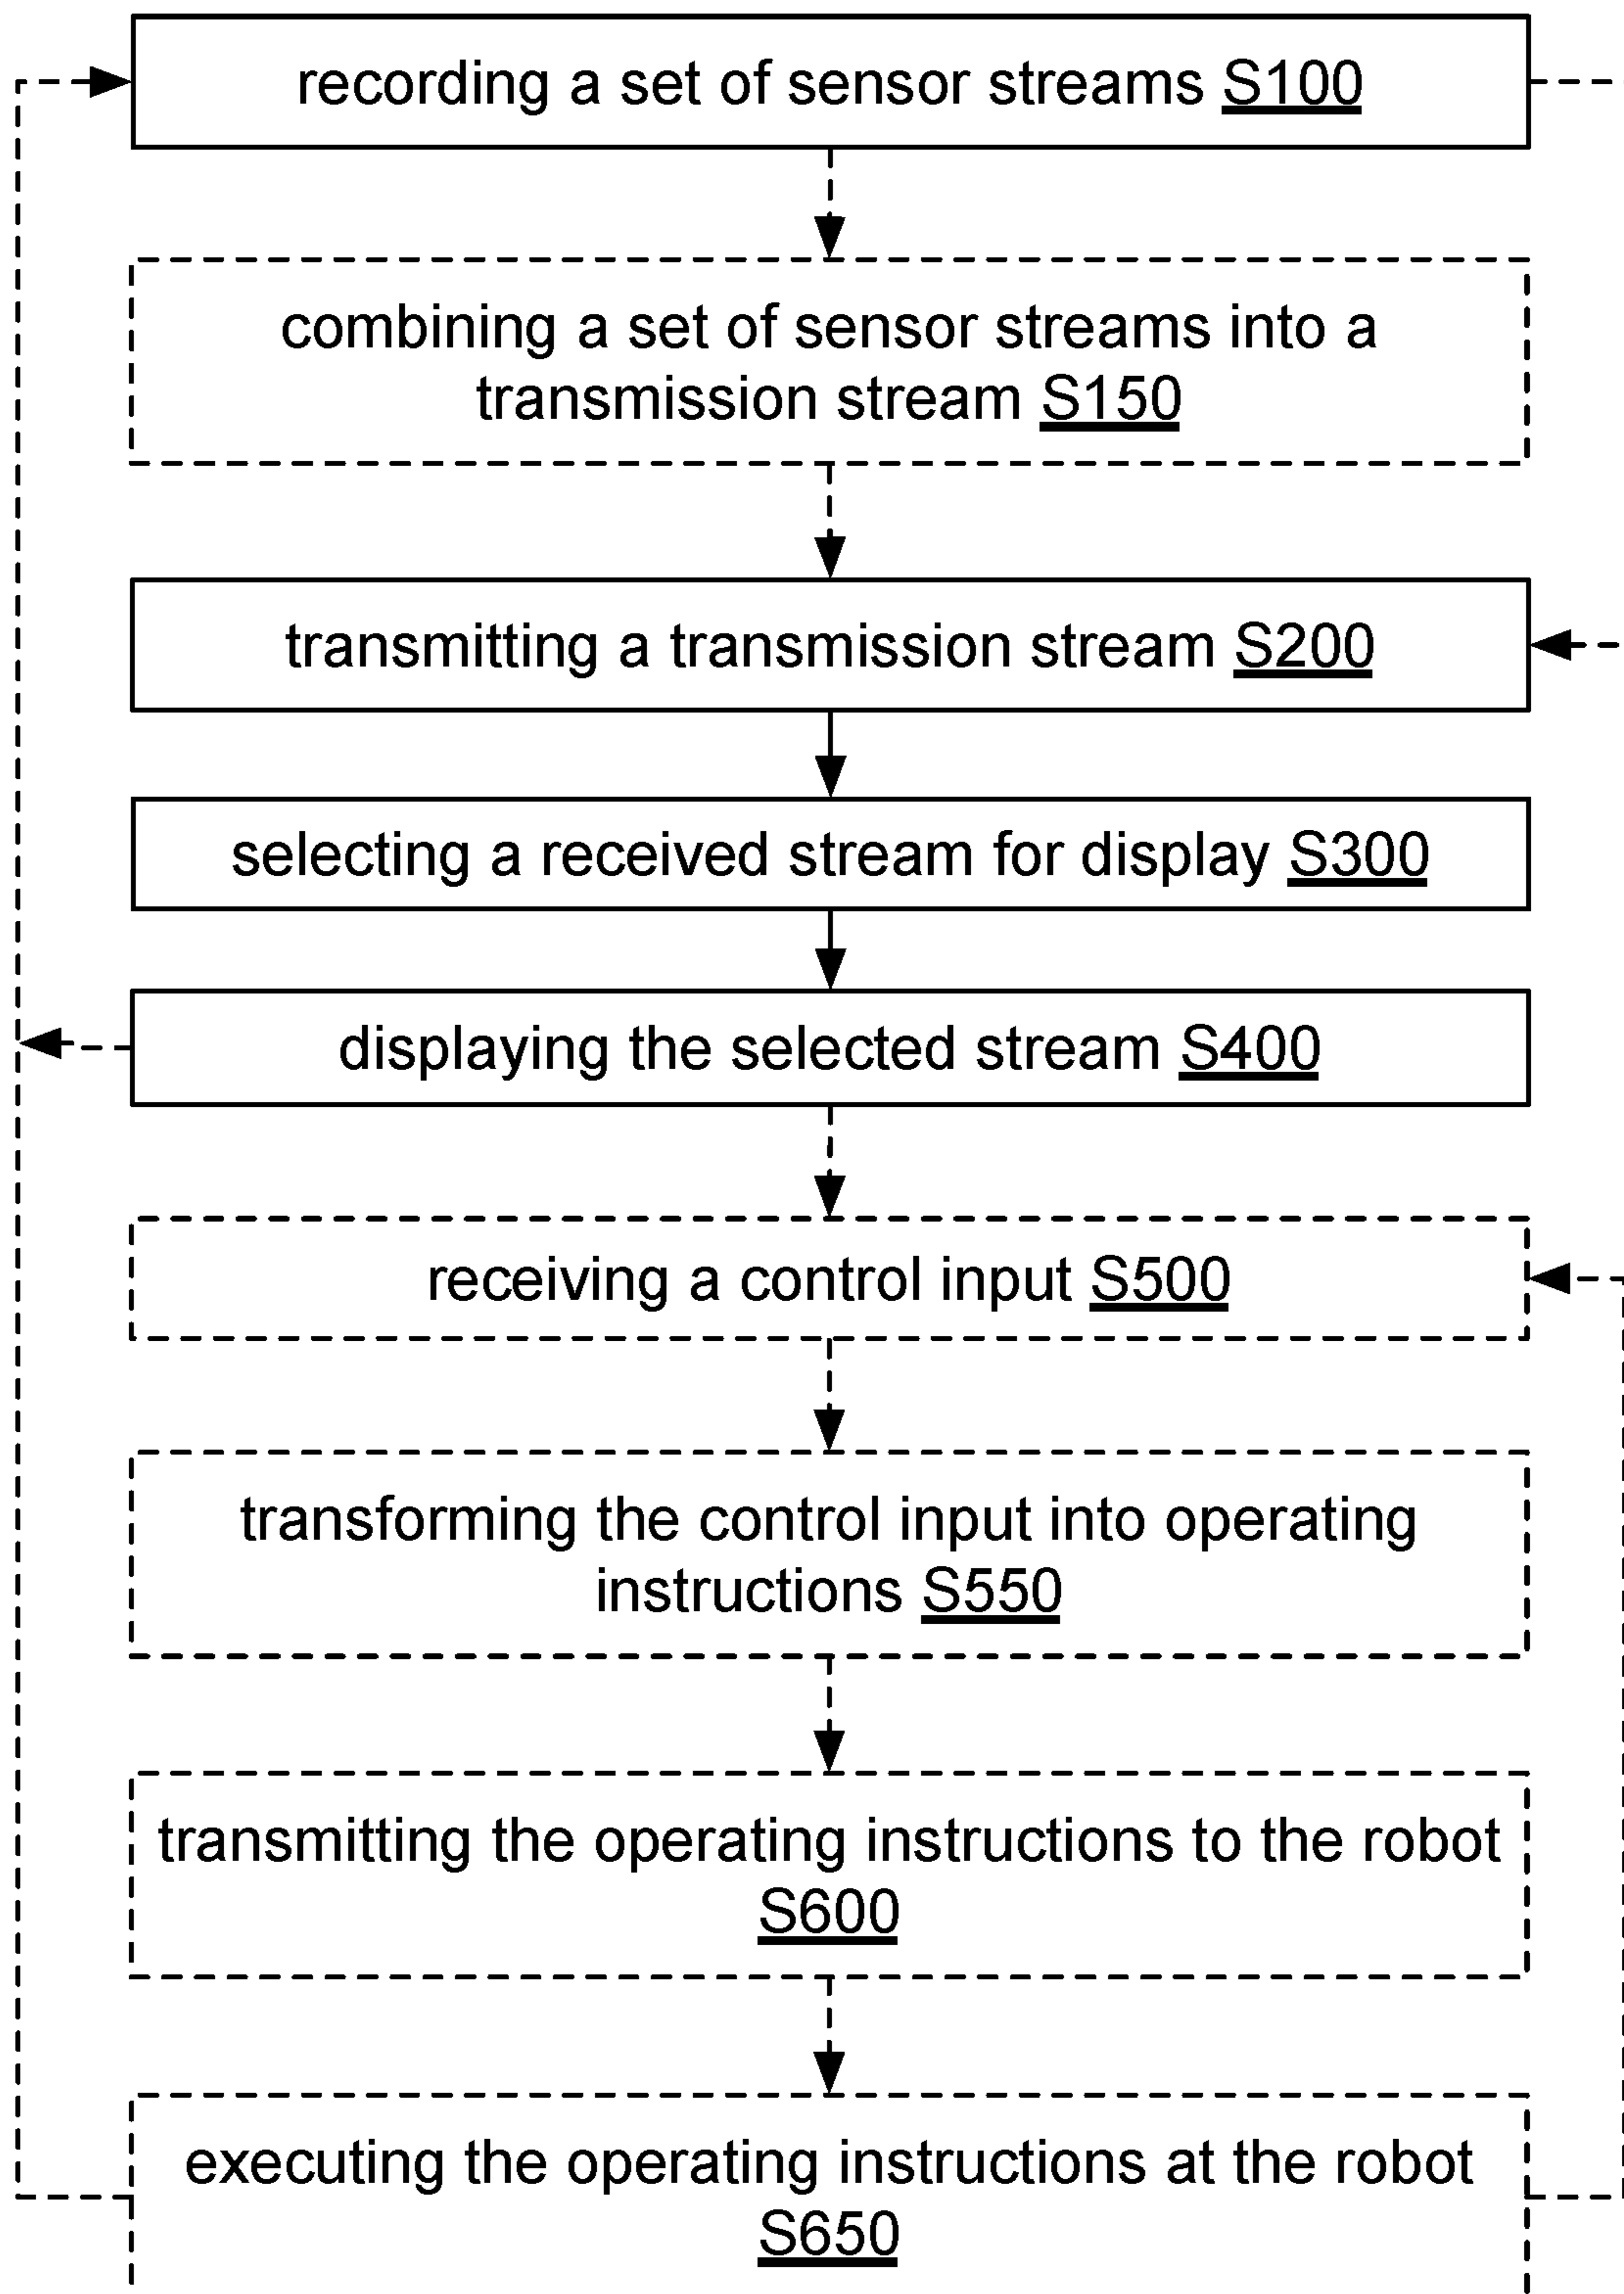 recording a set of sensor streams S100
combining a set of sensor streams into a
transmission stream S150
transmitting a transmission stream S200
selecting a received stream for display S300
displaying the selected stream S400
receiving a control input S500
transforming the control input into operating
instructions S550
transmitting the operating instructions to the robot
S600
executing the operating instructions at the robot
S650